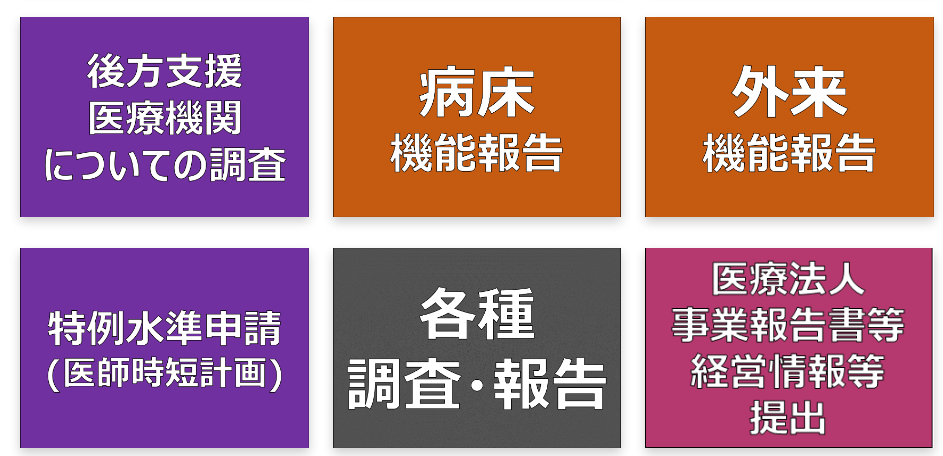 後方支援
医療機関
についての調査
病床
機能報告
外来
機能報告
特例水準申請
(医師時短計画)
各種
調査・報告
医療法人
事業報告書等
経営情報等
提出